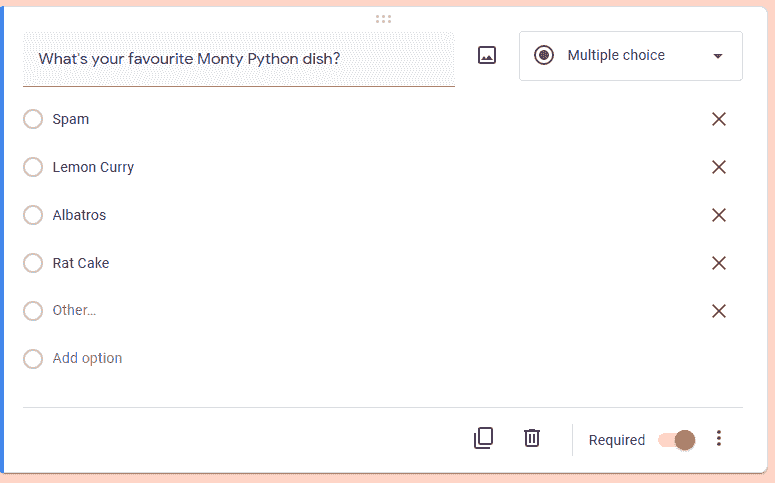 What's your favourite Monty Python dish?
Multiple choice
Spam
Lemon Curry
Albatros
Rat Cake
Other...
Add option
Required